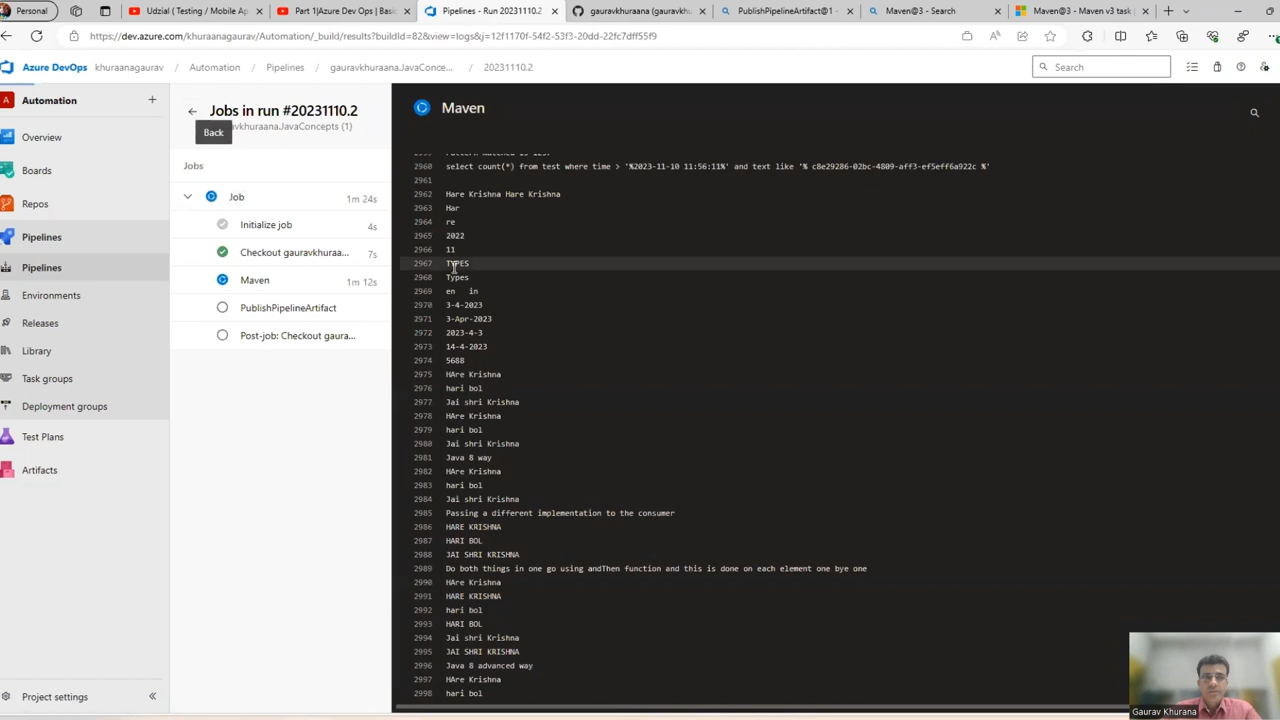 Personal
Udzial ( Testing / Mobile Ap
Part 1|Azure Dev Ops | Basic
Pipelines - Run 20231110.2
gauravkhuraana (gauravkhu
PublishPipelineArtifact@1 -
Maven@3 - Search
Maven@3 - Maven v3 task |
https://dev.azure.com/khuraanagaurav/Automation/_build/results?buildId=82&view=logs&j=12f1170f-54f2-53f3-20dd-22fc7dff55f9
Azure DevOps khuraanagaurav / Automation / Pipelines / gauravkhuraana.JavaConce... / 20231110.2
Search
A Automation
Overview
Boards
Repos
Pipelines
Pipelines
Environments
Releases
Library
Task groups
Deployment groups
Test Plans
Artifacts
Project settings
Jobs in run #20231110.2
vkhuraana.JavaConcepts (1)
Back
Jobs
Job 1m 24s
Initialize job 4s
Checkout gauravkhuraa... 7s
Maven 1m 12s
PublishPipelineArtifact
Post-job: Checkout gaura...
Maven
2960 select count(*) from test where time > '%2023-11-10 11:56:11%' and text like '% c8e29286-02bc-4809-aff3-ef5eff6a922c %'
2961
2962 Hare Krishna Hare Krishna
2963 Har
2964 re
2965 2022
2966 11
2967 TYPES
2968 Types
2969 en in
2970 3-4-2023
2971 3-Apr-2023
2972 2023-4-3
2973 14-4-2023
2974 5688
2975 HAre Krishna
2976 hari bol
2977 Jai shri Krishna
2978 HAre Krishna
2979 hari bol
2980 Jai shri Krishna
2981 Java 8 way
2982 HAre Krishna
2983 hari bol
2984 Jai shri Krishna
2985 Passing a different implementation to the consumer
2986 HARE KRISHNA
2987 HARI BOL
2988 JAI SHRI KRISHNA
2989 Do both things in one go using andThen function and this is done on each element one bye one
2990 HAre Krishna
2991 HARE KRISHNA
2992 hari bol
2993 HARI BOL
2994 Jai shri Krishna
2995 JAI SHRI KRISHNA
2996 Java 8 advanced way
2997 HAre Krishna
2998 hari bol
Gaurav Khurana